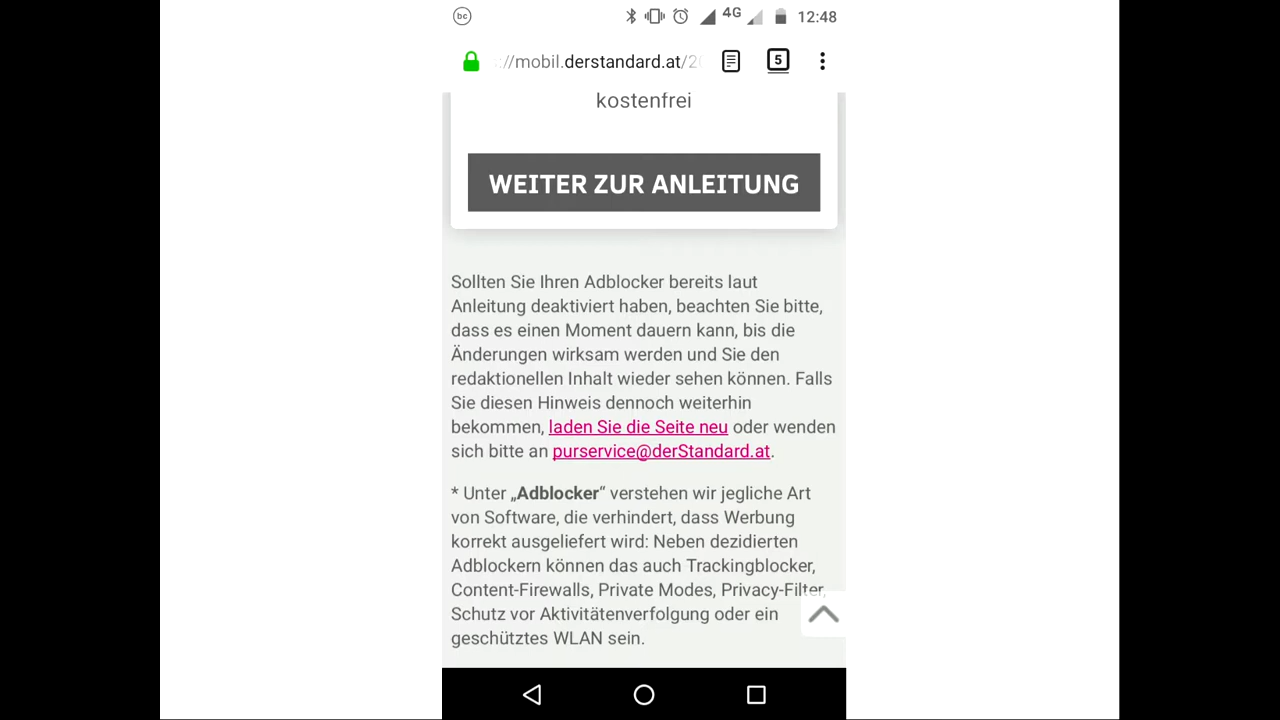 bc 4G 12:48
://mobil.derstandard.at/20 5
kostenfrei
WEITER ZUR ANLEITUNG
Sollten Sie Ihren Adblocker bereits laut
Anleitung deaktiviert haben, beachten Sie bitte,
dass es einen Moment dauern kann, bis die
Änderungen wirksam werden und Sie den
redaktionellen Inhalt wieder sehen können. Falls
Sie diesen Hinweis dennoch weiterhin
bekommen, laden Sie die Seite neu oder wenden
sich bitte an purservice@derStandard.at.
* Unter „Adblocker“ verstehen wir jegliche Art
von Software, die verhindert, dass Werbung
korrekt ausgeliefert wird: Neben dezidierten
Adblockern können das auch Trackingblocker,
Content-Firewalls, Private Modes, Privacy-Filter,
Schutz vor Aktivitätenverfolgung oder ein
geschütztes WLAN sein.